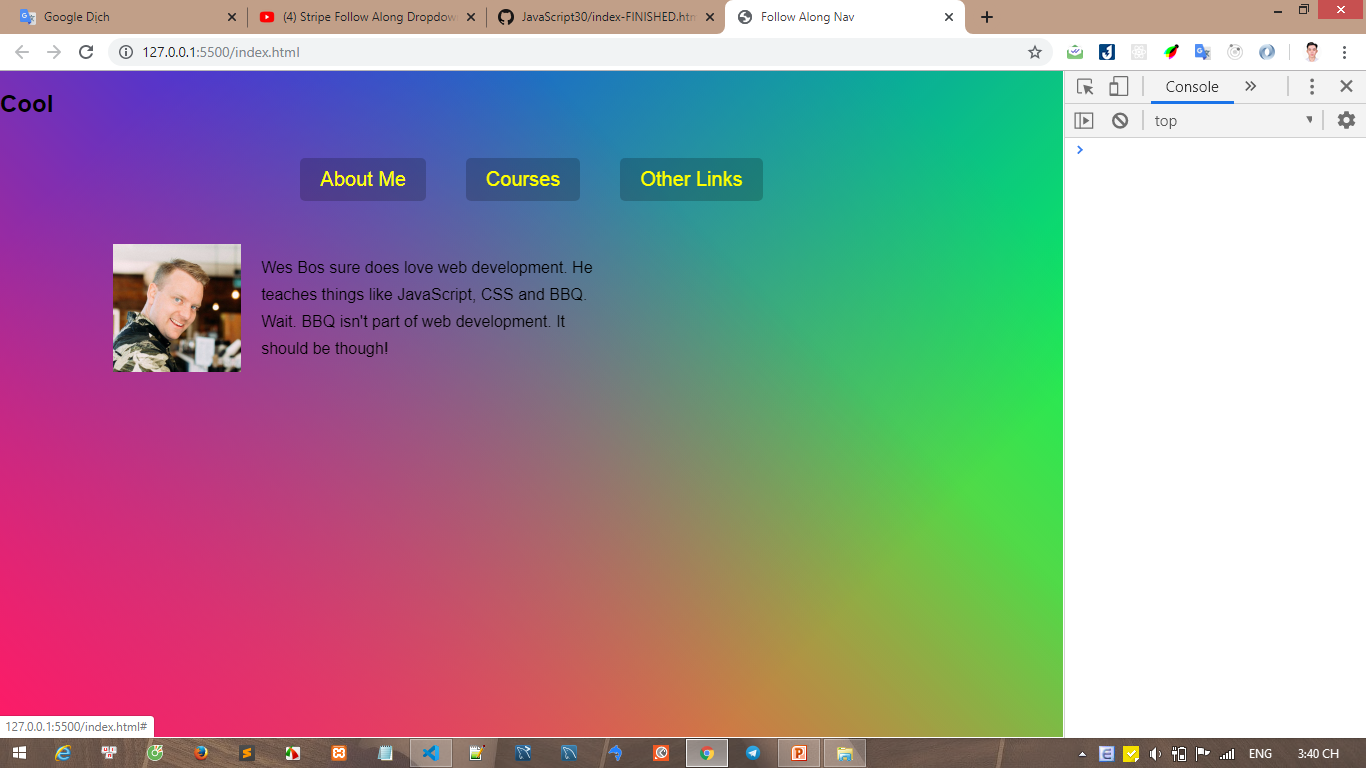 Google Dịch
(4) Stripe Follow Along Dropdow
JavaScript30/index-FINISHED.htm
Follow Along Nav
127.0.0.1:5500/index.html
Console
top
Cool
About Me
Courses
Other Links
Wes Bos sure does love web development. He
teaches things like JavaScript, CSS and BBQ.
Wait. BBQ isn't part of web development. It
should be though!
127.0.0.1:5500/index.html#
ENG
3:40 CH